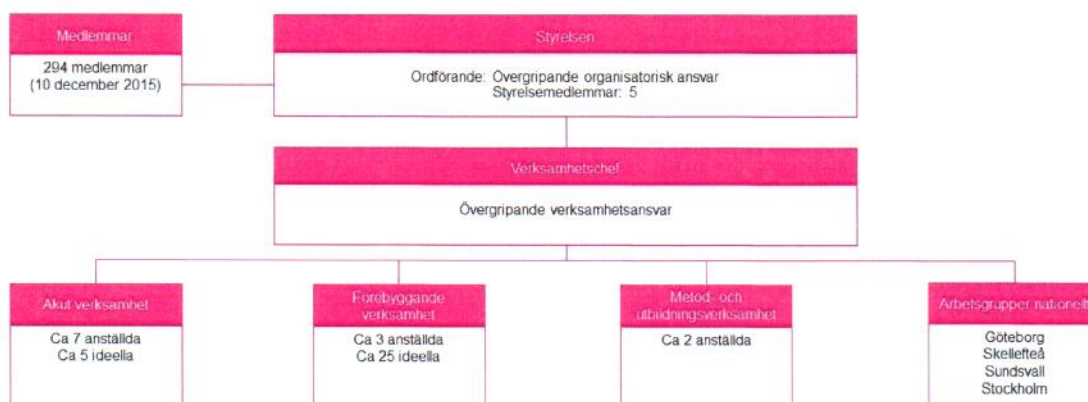 Medlemmar
294 medlemmar
(10 december 2015)
Styrelsen
Ordförande: Övergripande organisatorisk ansvar
Styrelsemedlemmar: 5
Verksamhetschef
Övergripande verksamhetsansvar
Akut verksamhet
Ca 7 anställda
Ca 5 ideella
Förebyggande
verksamhet
Ca 3 anställda
Ca 25 ideella
Metod- och
utbildningsverksamhet
Ca 2 anställda
Arbetsgrupper nationellt
Göteborg
Skellefteå
Sundsvall
Stockholm